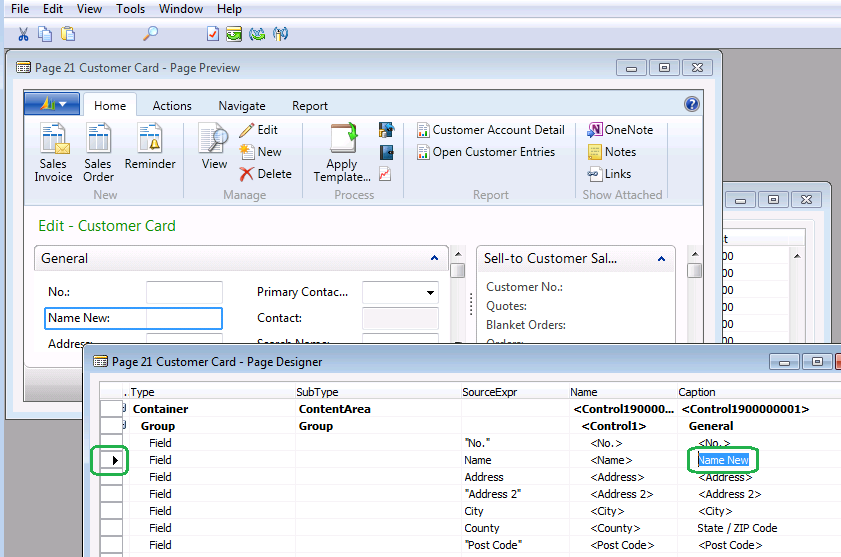 File Edit View Tools Window Help
Page 21 Customer Card - Page Preview
Home Actions Navigate Report
Sales Invoice
Sales Order
Reminder
New
View
Edit
New
Delete
Manage
Apply Template...
Process
Customer Account Detail
Open Customer Entries
Report
OneNote
Notes
Links
Show Attached
Edit - Customer Card
General
No.:
Name New:
Address:
Primary Contac...
Contact:
Search Name:
Sell-to Customer Sal...
Customer No.:
Quotes:
Blanket Orders:
Orders:
t
00
00
00
00
00
Page 21 Customer Card - Page Designer
.. Type SubType SourceExpr Name Caption
Container ContentArea <Control190000... <Control1900000001>
Group Group <Control1> General
Field "No." <No.> <No.>
Field Name <Name> Name New
Field Address <Address> <Address>
Field "Address 2" <Address 2> <Address 2>
Field City <City> <City>
Field County <County> State / ZIP Code
Field "Post Code" <Post Code> <Post Code>